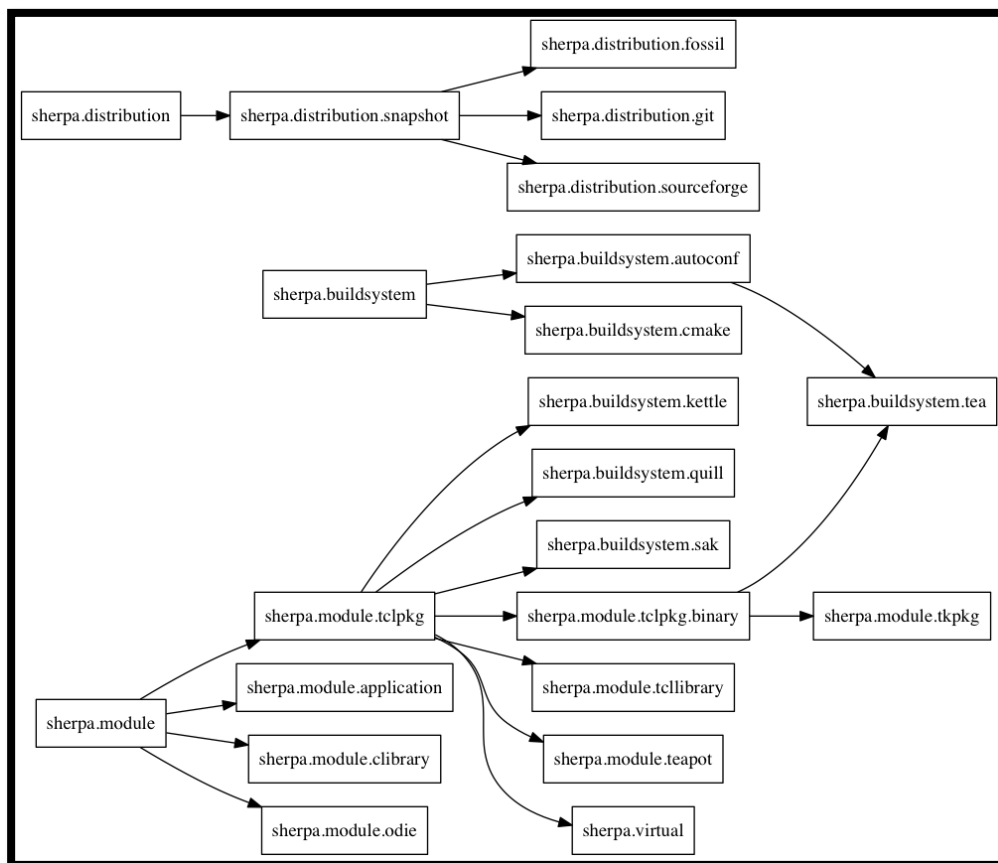 sherpa.distribution.fossil
sherpa.distribution
sherpa.distribution.snapshot
sherpa.distribution.git
sherpa.distribution.sourceforge
sherpa.buildsystem.autoconf
sherpa.buildsystem
sherpa.buildsystem.cmake
sherpa.buildsystem.kettle
sherpa.buildsystem.tea
sherpa.buildsystem.quill
sherpa.buildsystem.sak
sherpa.module.tclpkg
sherpa.module.tclpkg.binary
sherpa.module.tkpkg
sherpa.module.application
sherpa.module.tcllibrary
sherpa.module
sherpa.module.clibrary
sherpa.module.teapot
sherpa.module.odie
sherpa.virtual